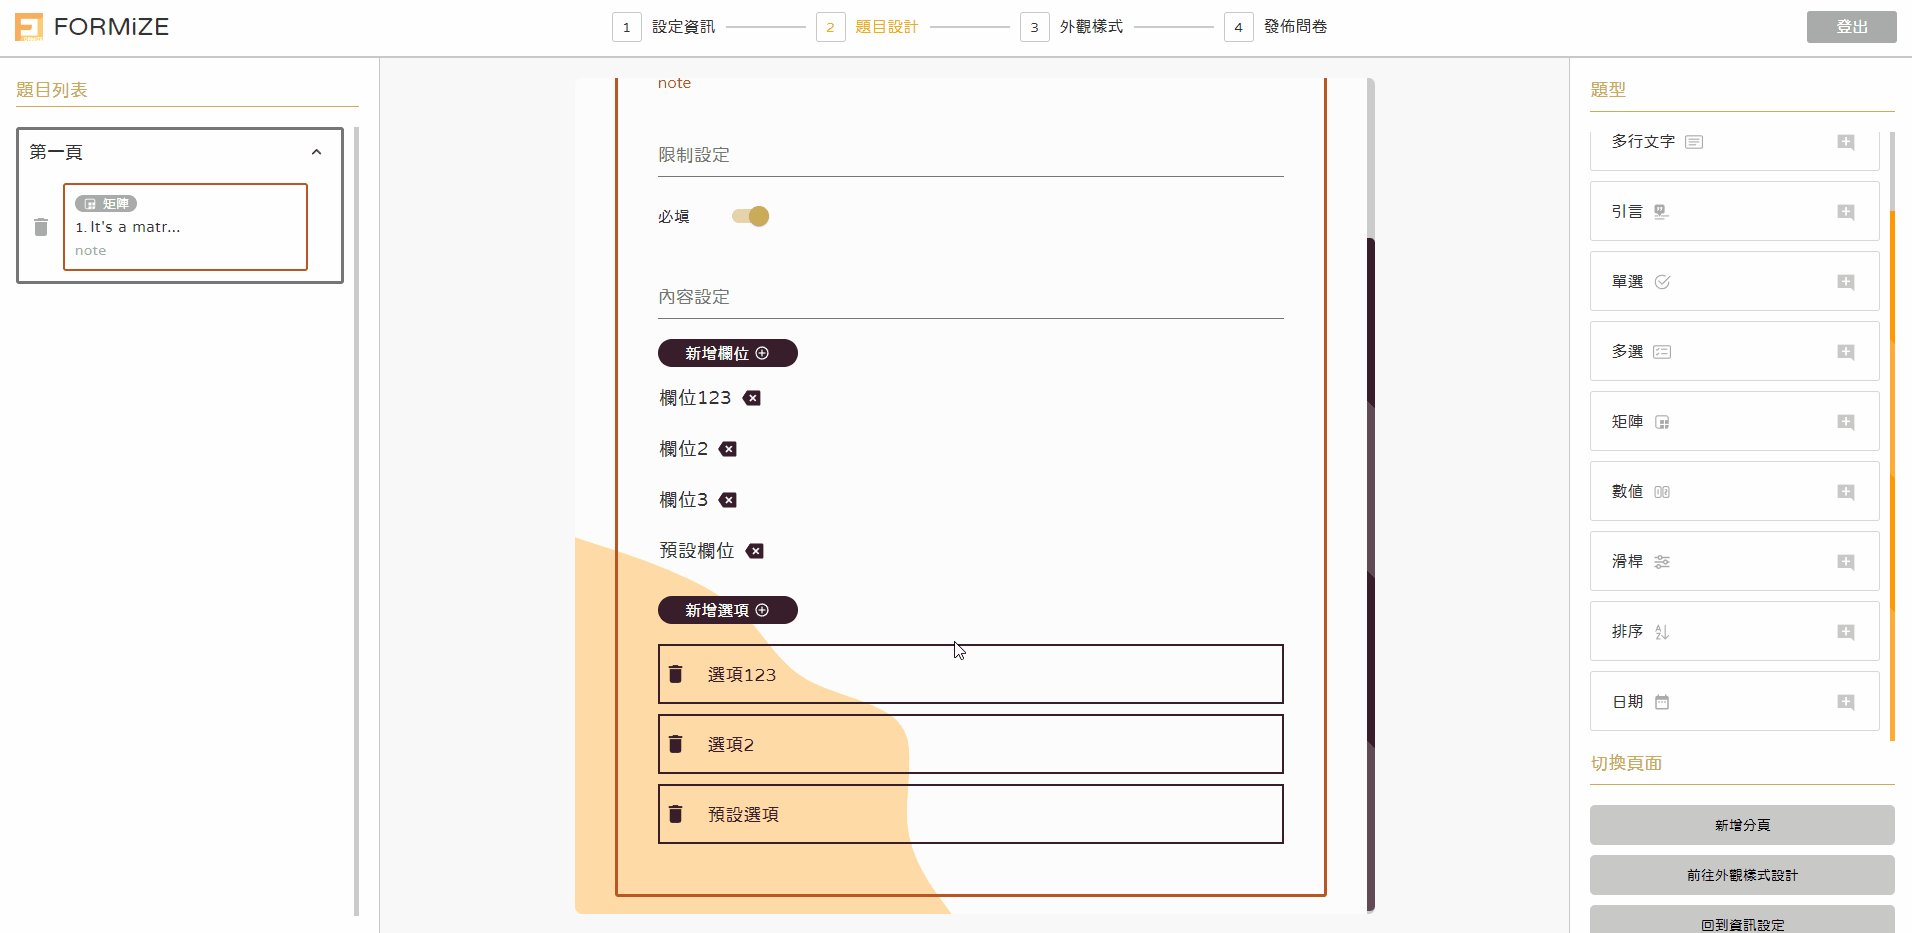 FORMiZE
1 設定資訊
2 題目設計
3 外觀樣式
4 發佈問卷
登出
題目列表
第一頁
矩陣
1. It's a matr...
note
note
限制設定
必填
內容設定
新增欄位
欄位123
欄位2
欄位3
預設欄位
新增選項
選項123
選項2
預設選項
題型
多行文字
引言
單選
多選
矩陣
數值
滑桿
排序
日期
切換頁面
新增分頁
前往外觀樣式設計
回到資訊設定